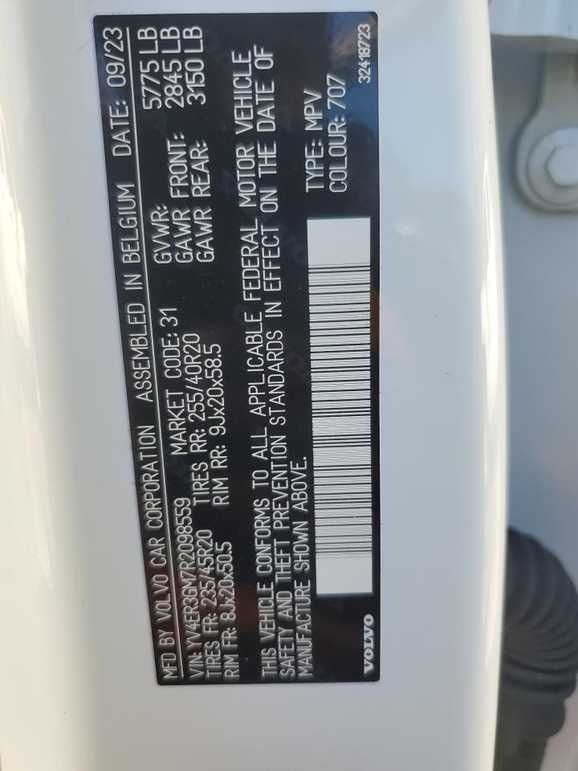 MFD BY VOLVO CAR CORPORATION ASSEMBLED IN BELGIUM DATE: 09/23
VIN: YV4ER3GM7R2098559 MARKET CODE: 31 GVWR: 5775 LB
TIRES FR: 235/45R20 TIRES RR: 255/40R20 GAWR FRONT: 2845 LB
RIM FR: 8Jx20x50.5 RIM RR: 9Jx20x58.5 GAWR REAR: 3150 LB
THIS VEHICLE CONFORMS TO ALL APPLICABLE FEDERAL MOTOR VEHICLE
SAFETY AND THEFT PREVENTION STANDARDS IN EFFECT ON THE DATE OF
MANUFACTURE SHOWN ABOVE.
TYPE: MPV
COLOUR: 707
VOLVO 32418723